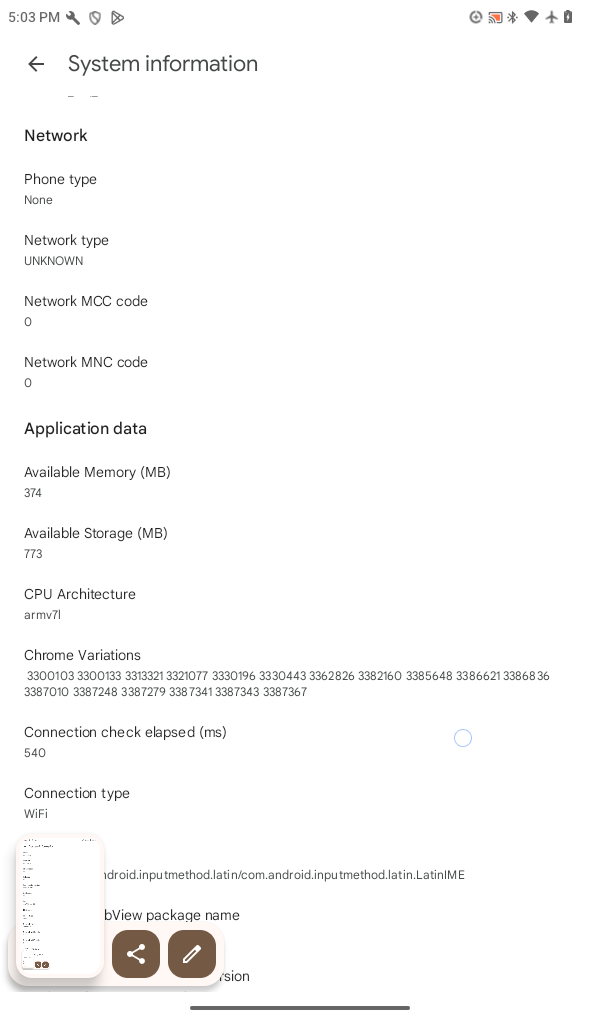 5:03 PM
System information
Network
Phone type
None
Network type
UNKNOWN
Network MCC code
0
Network MNC code
0
Application data
Available Memory (MB)
374
Available Storage (MB)
773
CPU Architecture
armv7l
Chrome Variations
3300103 3300133 3313321 3321077 3330196 3330443 3362826 3382160 3385648 3386621 3386836
3387010 3387248 3387279 3387341 3387343 3387367
Connection check elapsed (ms)
540
Connection type
WiFi
ndroid.inputmethod.latin/com.android.inputmethod.latin.LatinIME
bView package name
rsion